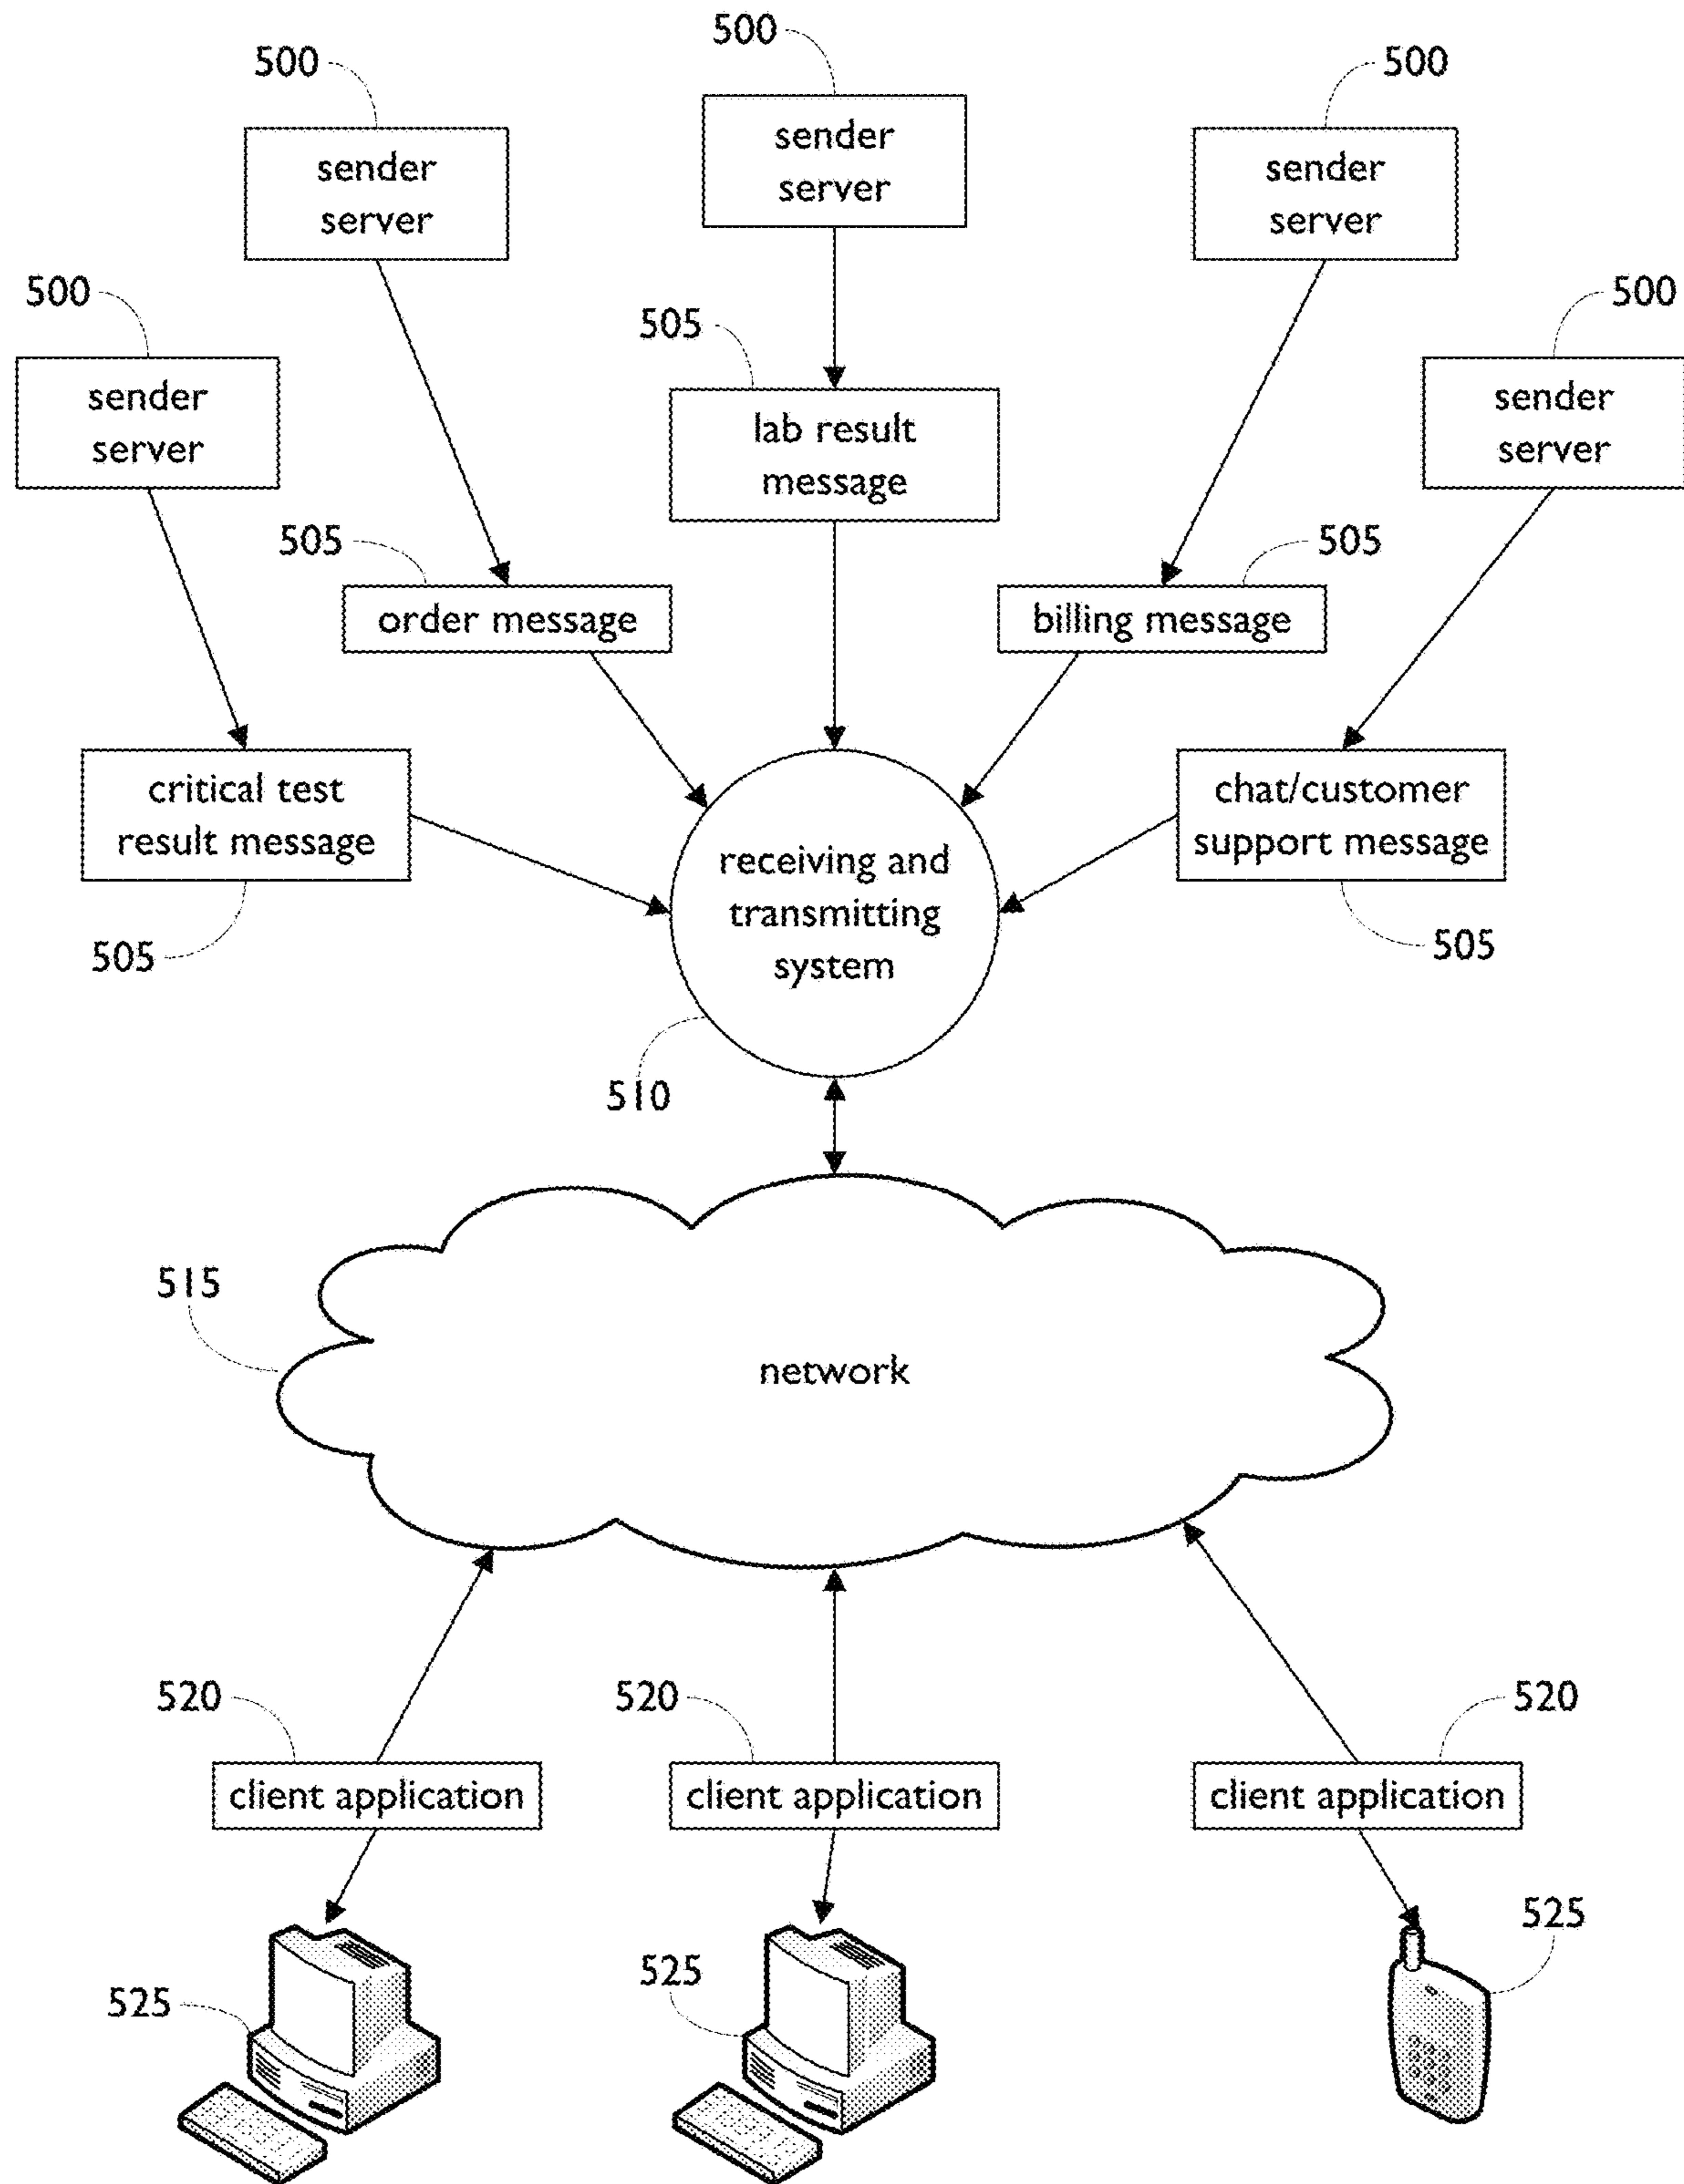 500
500
500
sender
server
sender
server
sender
server
500
500
505
sender
server
lab result
message
sender
server
505
505
order message
billing message
critical test
result message
chat/customer
support message
receiving and
transmitting
system
505
505
510
515
network
520
520
520
client application
client application
client application
525
525
525